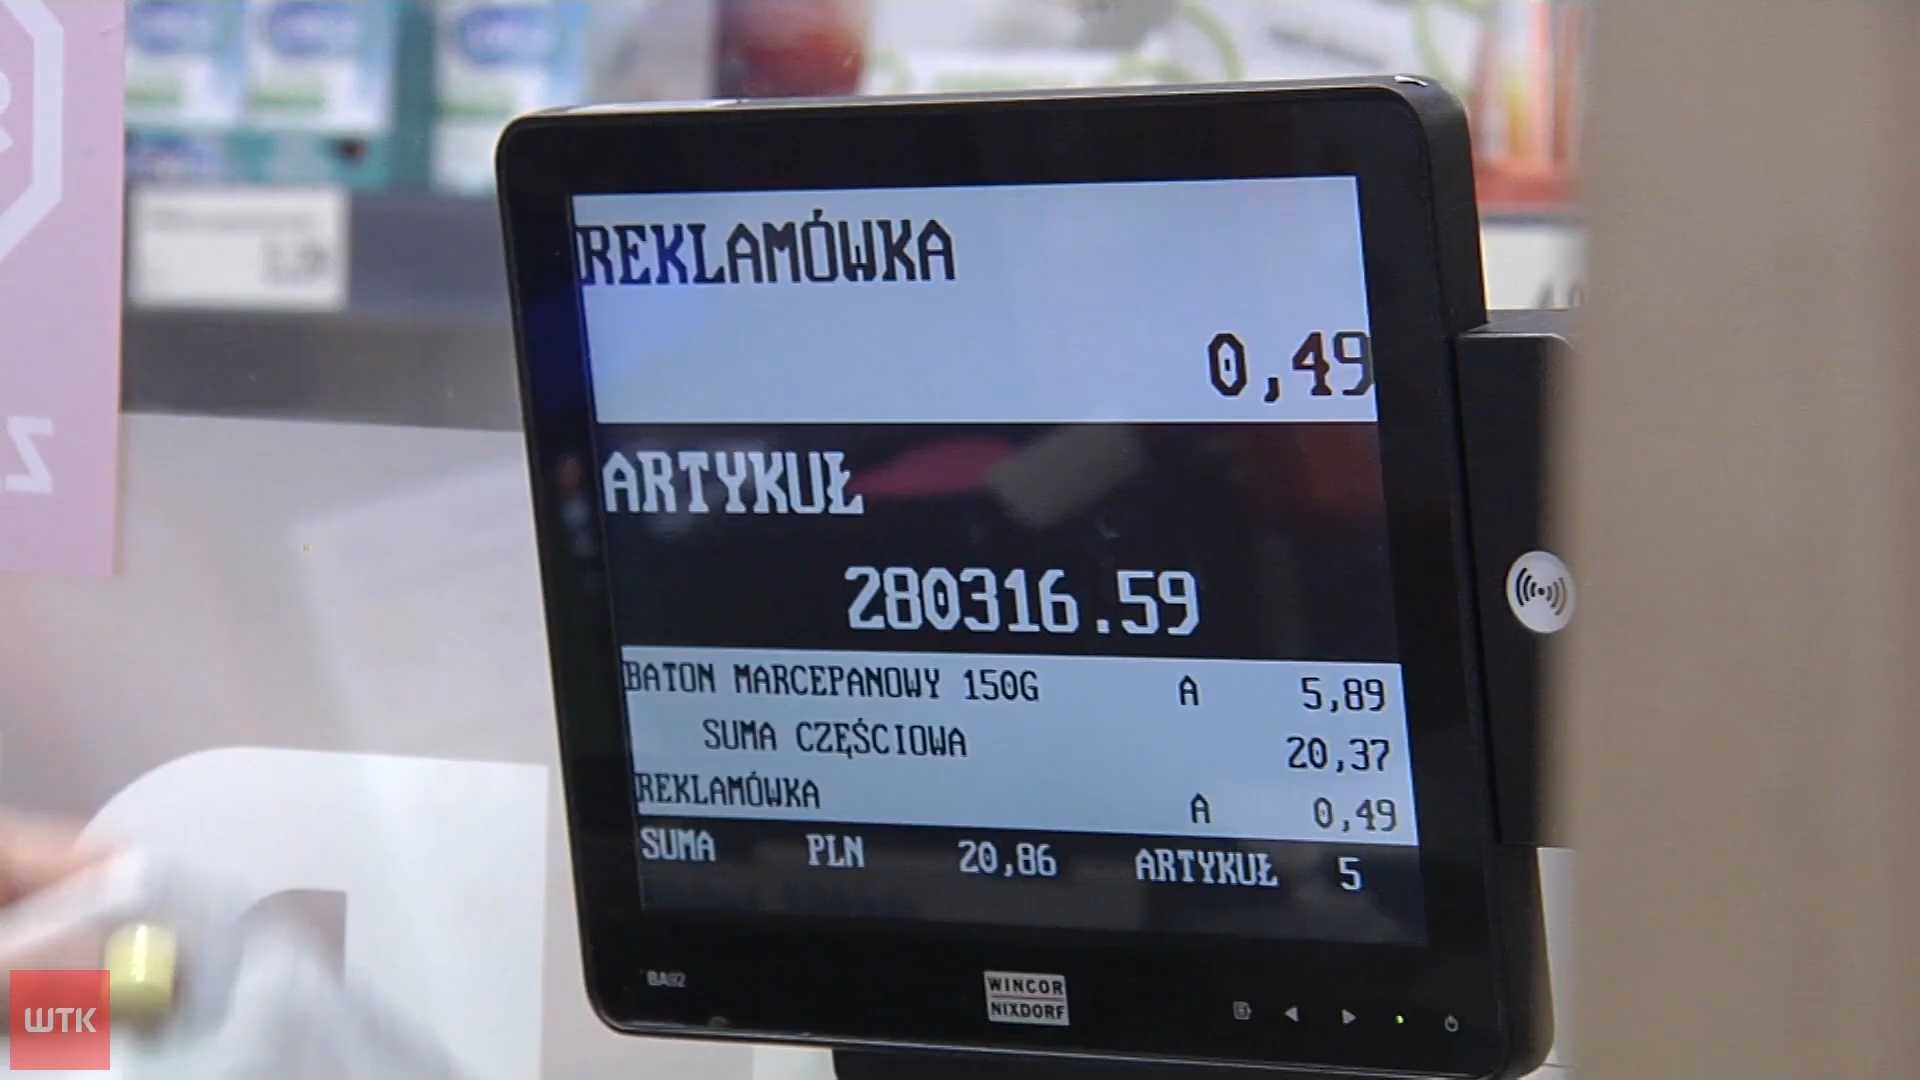 REKLAMÓWKA
0,49
ARTYKUŁ
280316.59
BATON MARCEPANOWY 150G A 5,89
SUMA CZĘŚCIOWA 20,37
REKLAMÓWKA A 0,49
SUMA PLN 20,86 ARTYKUŁ 5
BA92
WINCOR
NIXDORF
WTK